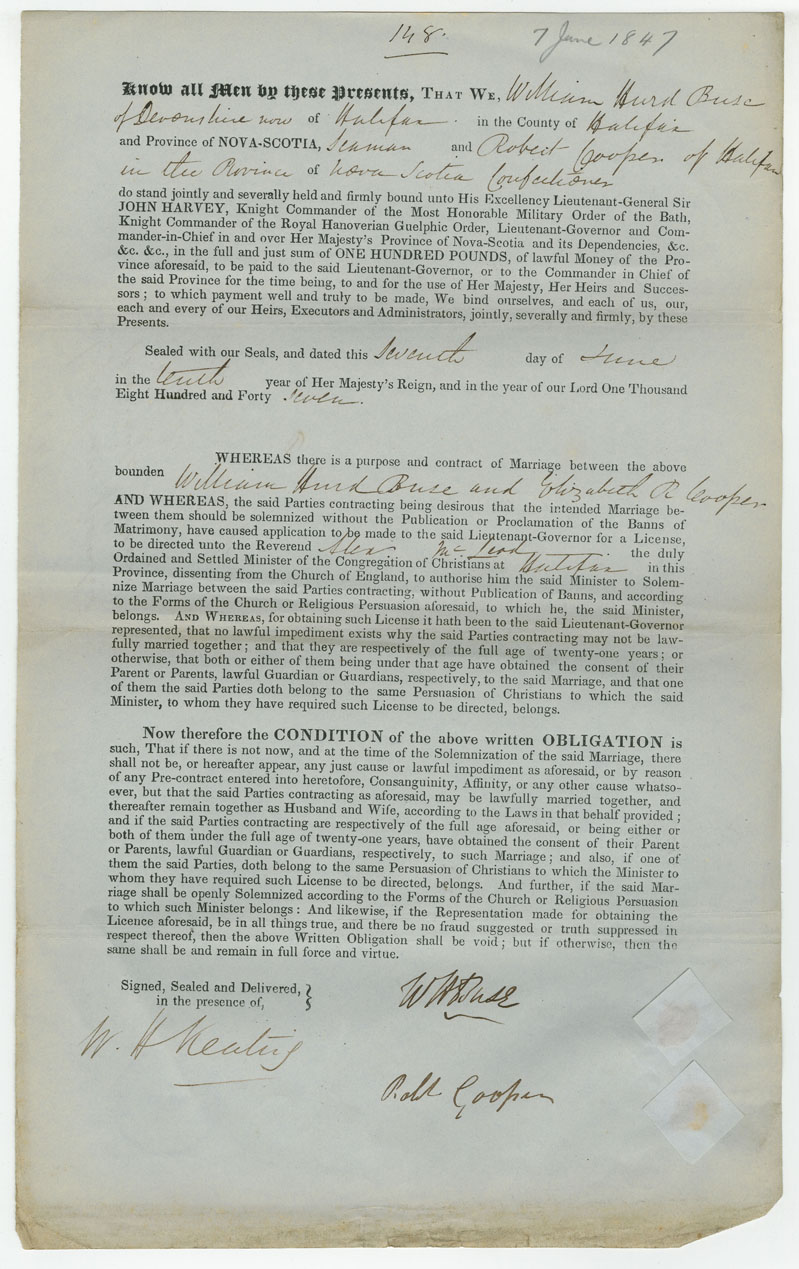 148.
7 June 1847
Know all Men by these Presents, THAT WE, William Hurd Buse
of Devonshire now of Halifax. in the County of Halifax
and Province of NOVA-SCOTIA, Seaman and Robert Cooper of Halifax
in the Province of Nova Scotia Confectioner
do stand jointly and severally held and firmly bound unto His Excellency Lieutenant-General Sir
JOHN HARVEY, Knight Commander of the Most Honorable Military Order of the Bath,
Knight Commander of the Royal Hanoverian Guelphic Order, Lieutenant-Governor and Com-
mander-in-Chief in and over Her Majesty's Province of Nova-Scotia and its Dependencies, &c.
&c. &c., in the full and just sum of ONE HUNDRED POUNDS, of lawful Money of the Pro-
vince aforesaid, to be paid to the said Lieutenant-Governor, or to the Commander in Chief of
the said Province for the time being, to and for the use of Her Majesty, Her Heirs and Succes-
sors; to which payment well and truly to be made, We bind ourselves, and each of us, our,
each and every of our Heirs, Executors and Administrators, jointly, severally and firmly, by these
Presents.
Sealed with our Seals, and dated this Seventh day of June
in the tenth year of Her Majesty's Reign, and in the year of our Lord One Thousand
Eight Hundred and Forty seven.
WHEREAS there is a purpose and contract of Marriage between the above
bounden William Hurd Buse and Elizabeth R Cooper
AND WHEREAS, the said Parties contracting being desirous that the intended Marriage be-
tween them should be solemnized without the Publication or Proclamation of the Banns of
Matrimony, have caused application to be made to the said Lieutenant-Governor for a License,
to be directed unto the Reverend Alex McLeod the duly
Ordained and Settled Minister of the Congregation of Christians at Halifax in this
Province, dissenting from the Church of England, to authorise him the said Minister to Solem-
nize Marriage between the said Parties contracting, without Publication of Banns, and according
to the Forms of the Church or Religious Persuasion aforesaid, to which he, the said Minister,
belongs. AND WHEREAS, for obtaining such License it hath been to the said Lieutenant-Governor
represented, that no lawful impediment exists why the said Parties contracting may not be law-
fully married together; and that they are respectively of the full age of twenty-one years; or
otherwise, that both or either of them being under that age have obtained the consent of their
Parent or Parents, lawful Guardian or Guardians, respectively, to the said Marriage, and that one
of them the said Parties doth belong to the same Persuasion of Christians to which the said
Minister, to whom they have required such License to be directed, belongs.
Now therefore the CONDITION of the above written OBLIGATION is
such, That if there is not now, and at the time of the Solemnization of the said Marriage, there
shall not be, or hereafter appear, any just cause or lawful impediment as aforesaid, or by reason
of any Pre-contract entered into heretofore, Consanguinity, Affinity, or any other cause whatso-
ever, but that the said Parties contracting as aforesaid, may be lawfully married together, and
thereafter remain together as Husband and Wife, according to the Laws in that behalf provided;
and if the said Parties contracting are respectively of the full age aforesaid, or being either or
both of them under the full age of twenty-one years, have obtained the consent of their Parent
or Parents, lawful Guardian or Guardians, respectively, to such Marriage; and also, if one of
them the said Parties, doth belong to the same Persuasion of Christians to which the Minister to
whom they have required such License to be directed, belongs. And further, if the said Mar-
riage shall be openly Solemnized according to the Forms of the Church or Religious Persuasion
to which such Minister belongs: And likewise, if the Representation made for obtaining the
Licence aforesaid, be in all things true, and there be no fraud suggested or truth suppressed in
respect thereof, then the above Written Obligation shall be void; but if otherwise, then the
same shall be and remain in full force and virtue.
Signed, Sealed and Delivered,
in the presence of,
W H Buse
W. H Keating
Robt Cooper